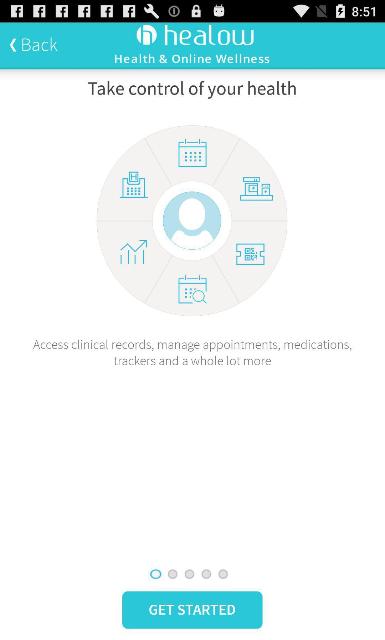 8:51
Back
healow
Health & Online Wellness
Take control of your health
Access clinical records, manage appointments, medications,
trackers and a whole lot more
GET STARTED